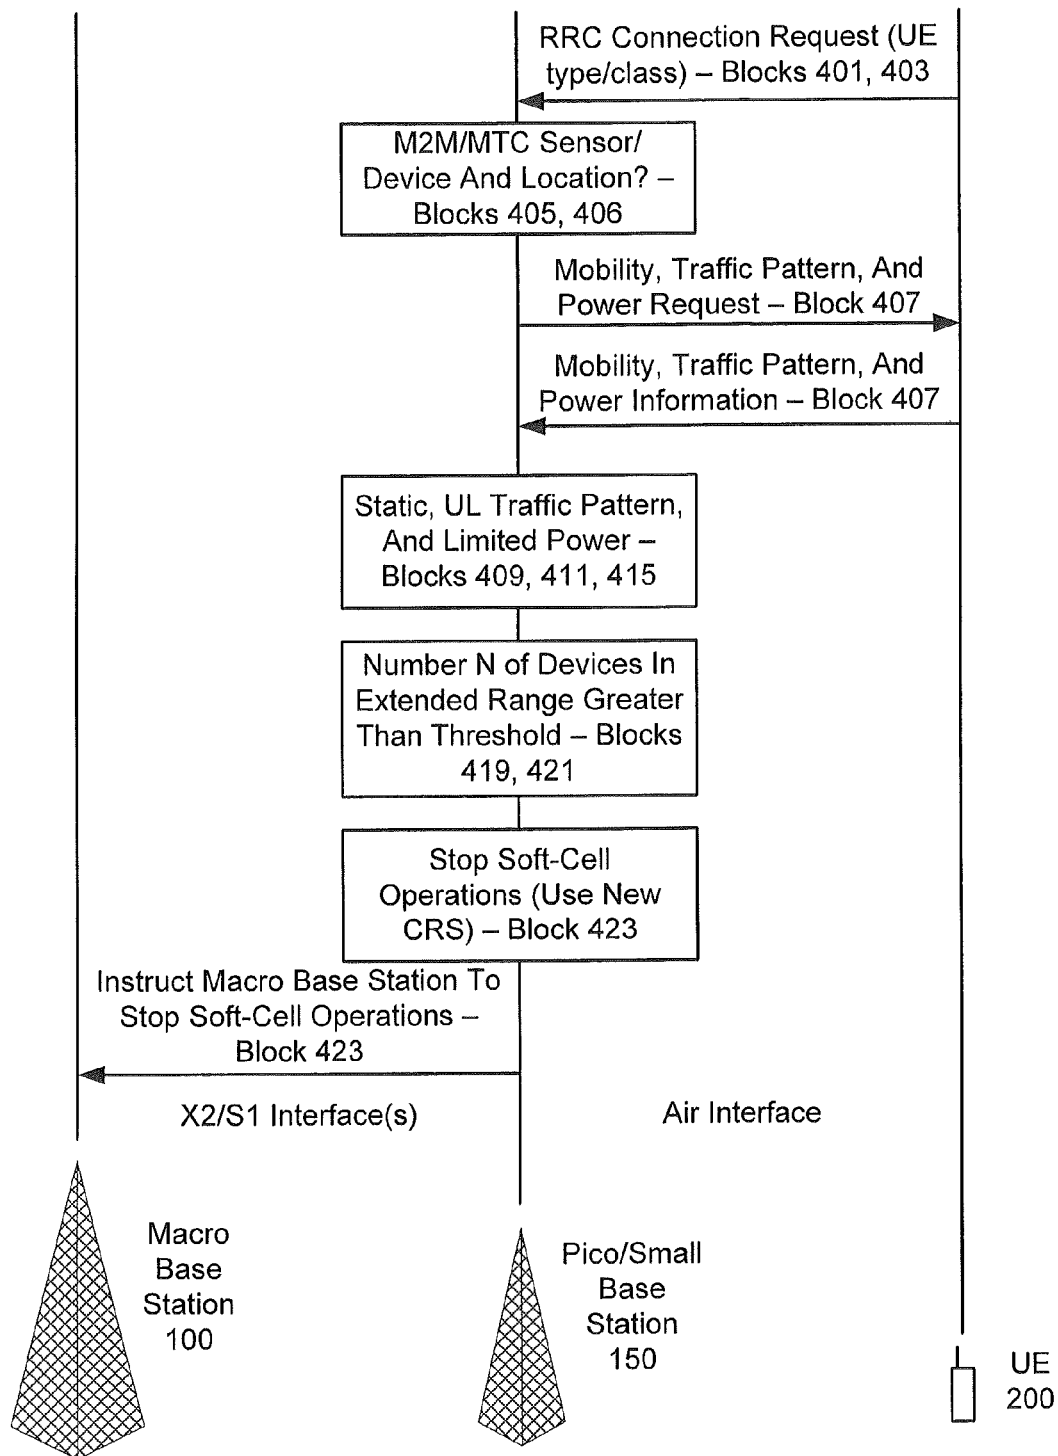 RRC Connection Request (UE
type/class) – Blocks 401, 403
M2M/MTC Sensor/
Device And Location? –
Blocks 405, 406
Mobility, Traffic Pattern, And
Power Request – Block 407
Mobility, Traffic Pattern, And
Power Information – Block 407
Static, UL Traffic Pattern,
And Limited Power –
Blocks 409, 411, 415
Number N of Devices In
Extended Range Greater
Than Threshold – Blocks
419, 421
Stop Soft-Cell
Operations (Use New
CRS) – Block 423
Instruct Macro Base Station To
Stop Soft-Cell Operations –
Block 423
X2/S1 Interface(s)
Air Interface
Macro
Base
Station
100
Pico/Small
Base
Station
150
UE
200